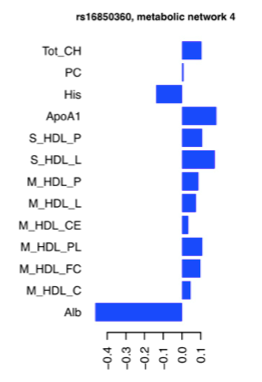 rs16850360, metabolic network 4
Tot_CH
PC
His
ApoA1
S_HDL_P
S_HDL_L
M_HDL_P
M_HDL_L
M_HDL_CE
M_HDL_PL
M_HDL_FC
M_HDL_C
Alb
-0.4 -0.3 -0.2 -0.1 0.0 0.1